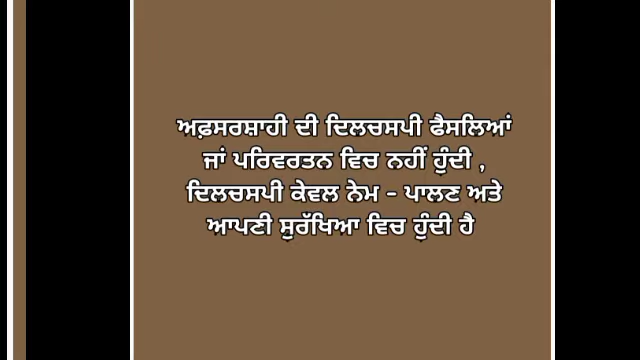 ਅਫ਼ਸਰਸ਼ਾਹੀ ਦੀ ਦਿਲਚਸਪੀ ਫੈਸਲਿਆਂ
ਜਾਂ ਪਰਿਵਰਤਨ ਵਿਚ ਨਹੀਂ ਹੁੰਦੀ ,
ਦਿਲਚਸਪੀ ਕੇਵਲ ਨੇਮ - ਪਾਲਣ ਅਤੇ
ਆਪਣੀ ਸੁਰੱਖਿਆ ਵਿਚ ਹੁੰਦੀ ਹੈ